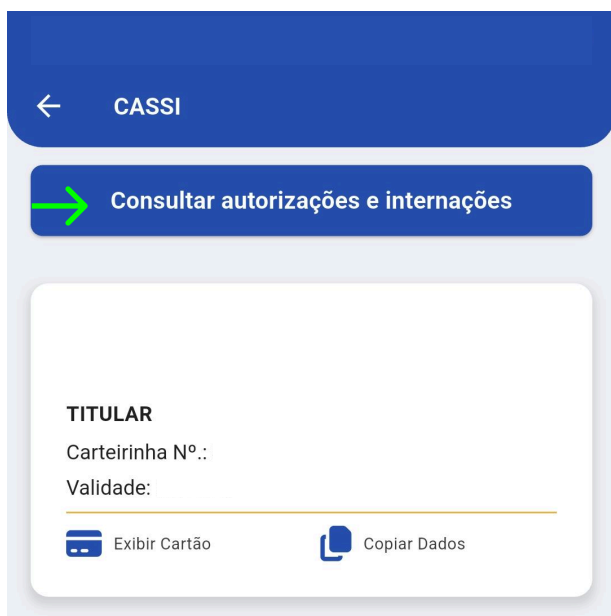 CASSI
Consultar autorizações e internações
TITULAR
Carteirinha Nº.:
Validade:
Exibir Cartão
Copiar Dados